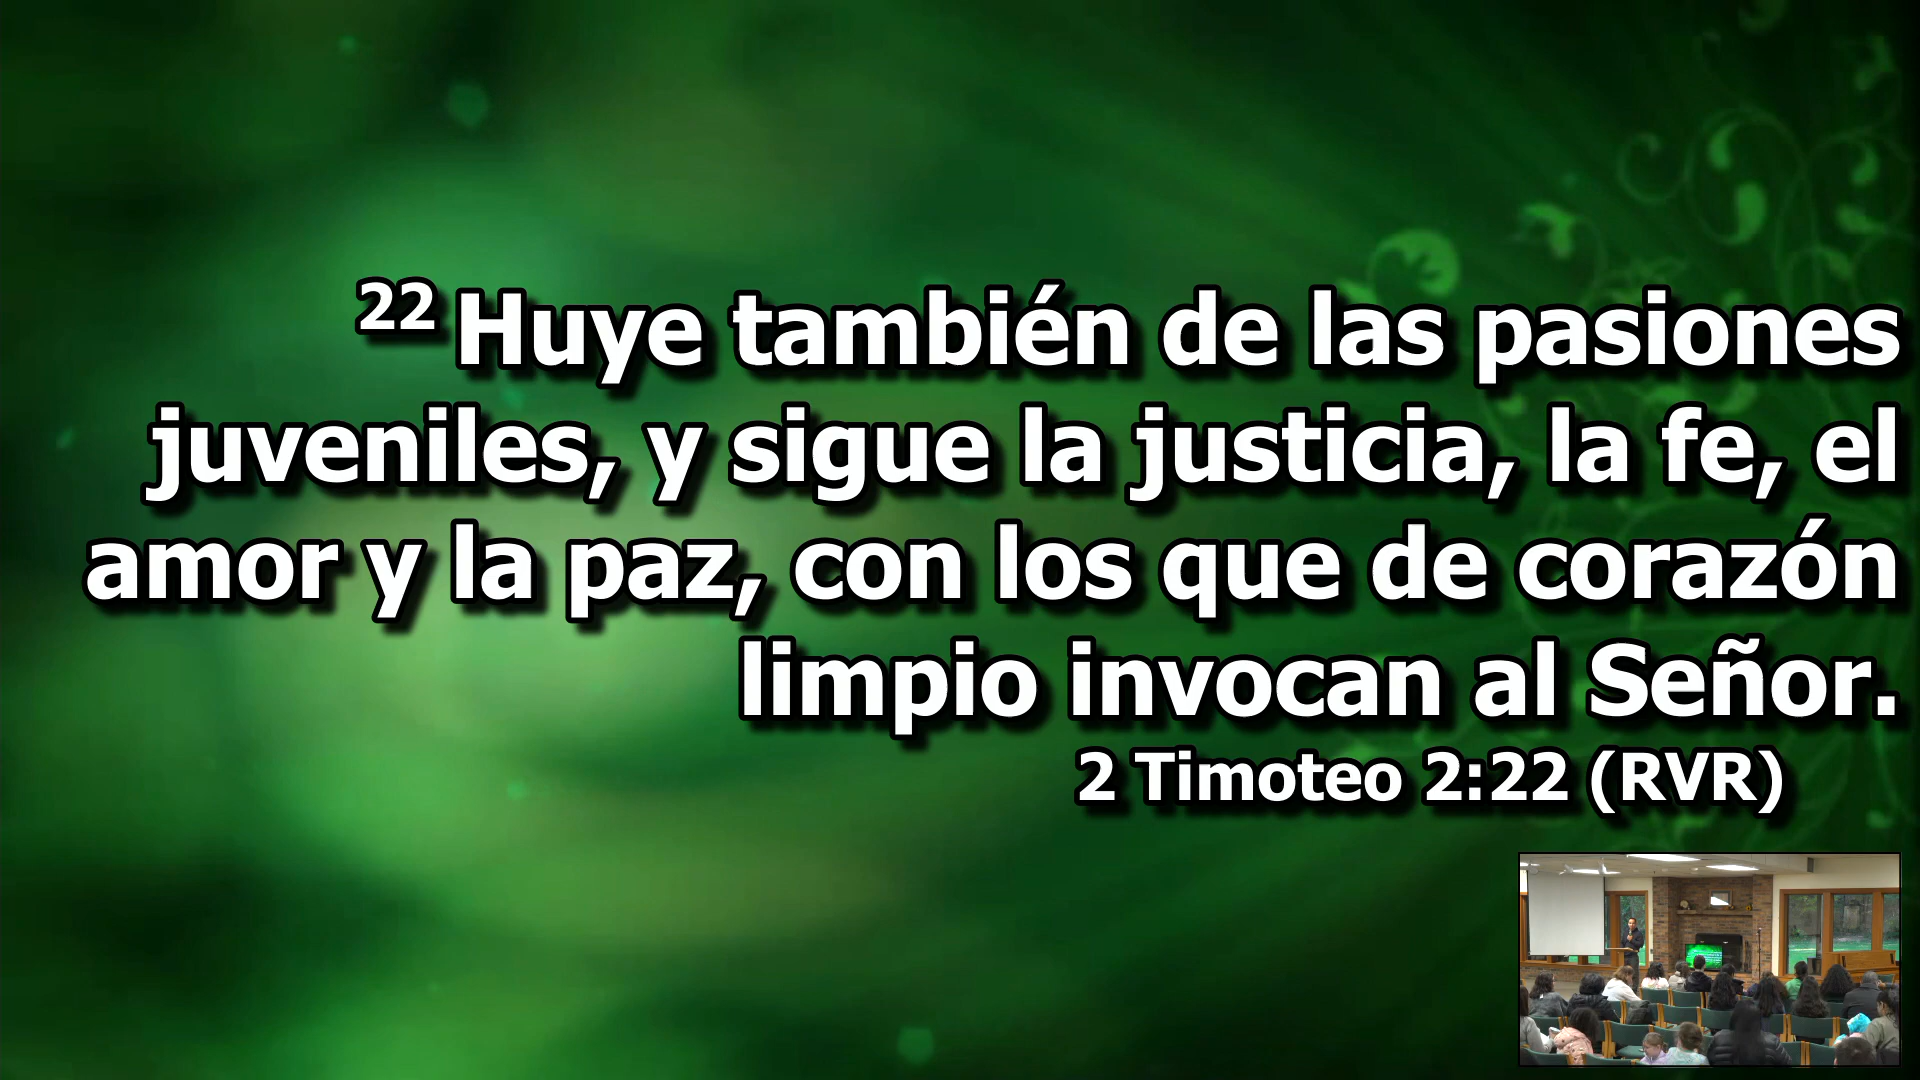 22 Huye también de las pasiones
juveniles, y sigue la justicia, la fe, el
amor y la paz, con los que de corazón
limpio invocan al Señor.
2 Timoteo 2:22 (RVR)